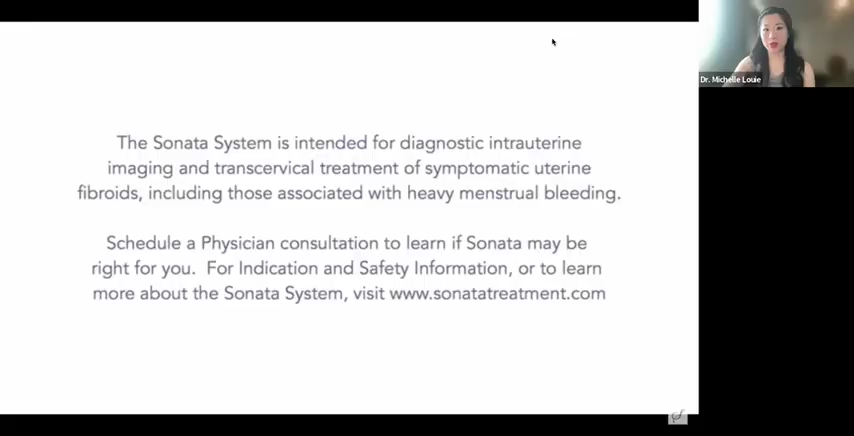 Dr. Michelle Louie
The Sonata System is intended for diagnostic intrauterine
imaging and transcervical treatment of symptomatic uterine
fibroids, including those associated with heavy menstrual bleeding.
Schedule a Physician consultation to learn if Sonata may be
right for you. For Indication and Safety Information, or to learn
more about the Sonata System, visit www.sonatatreatment.com